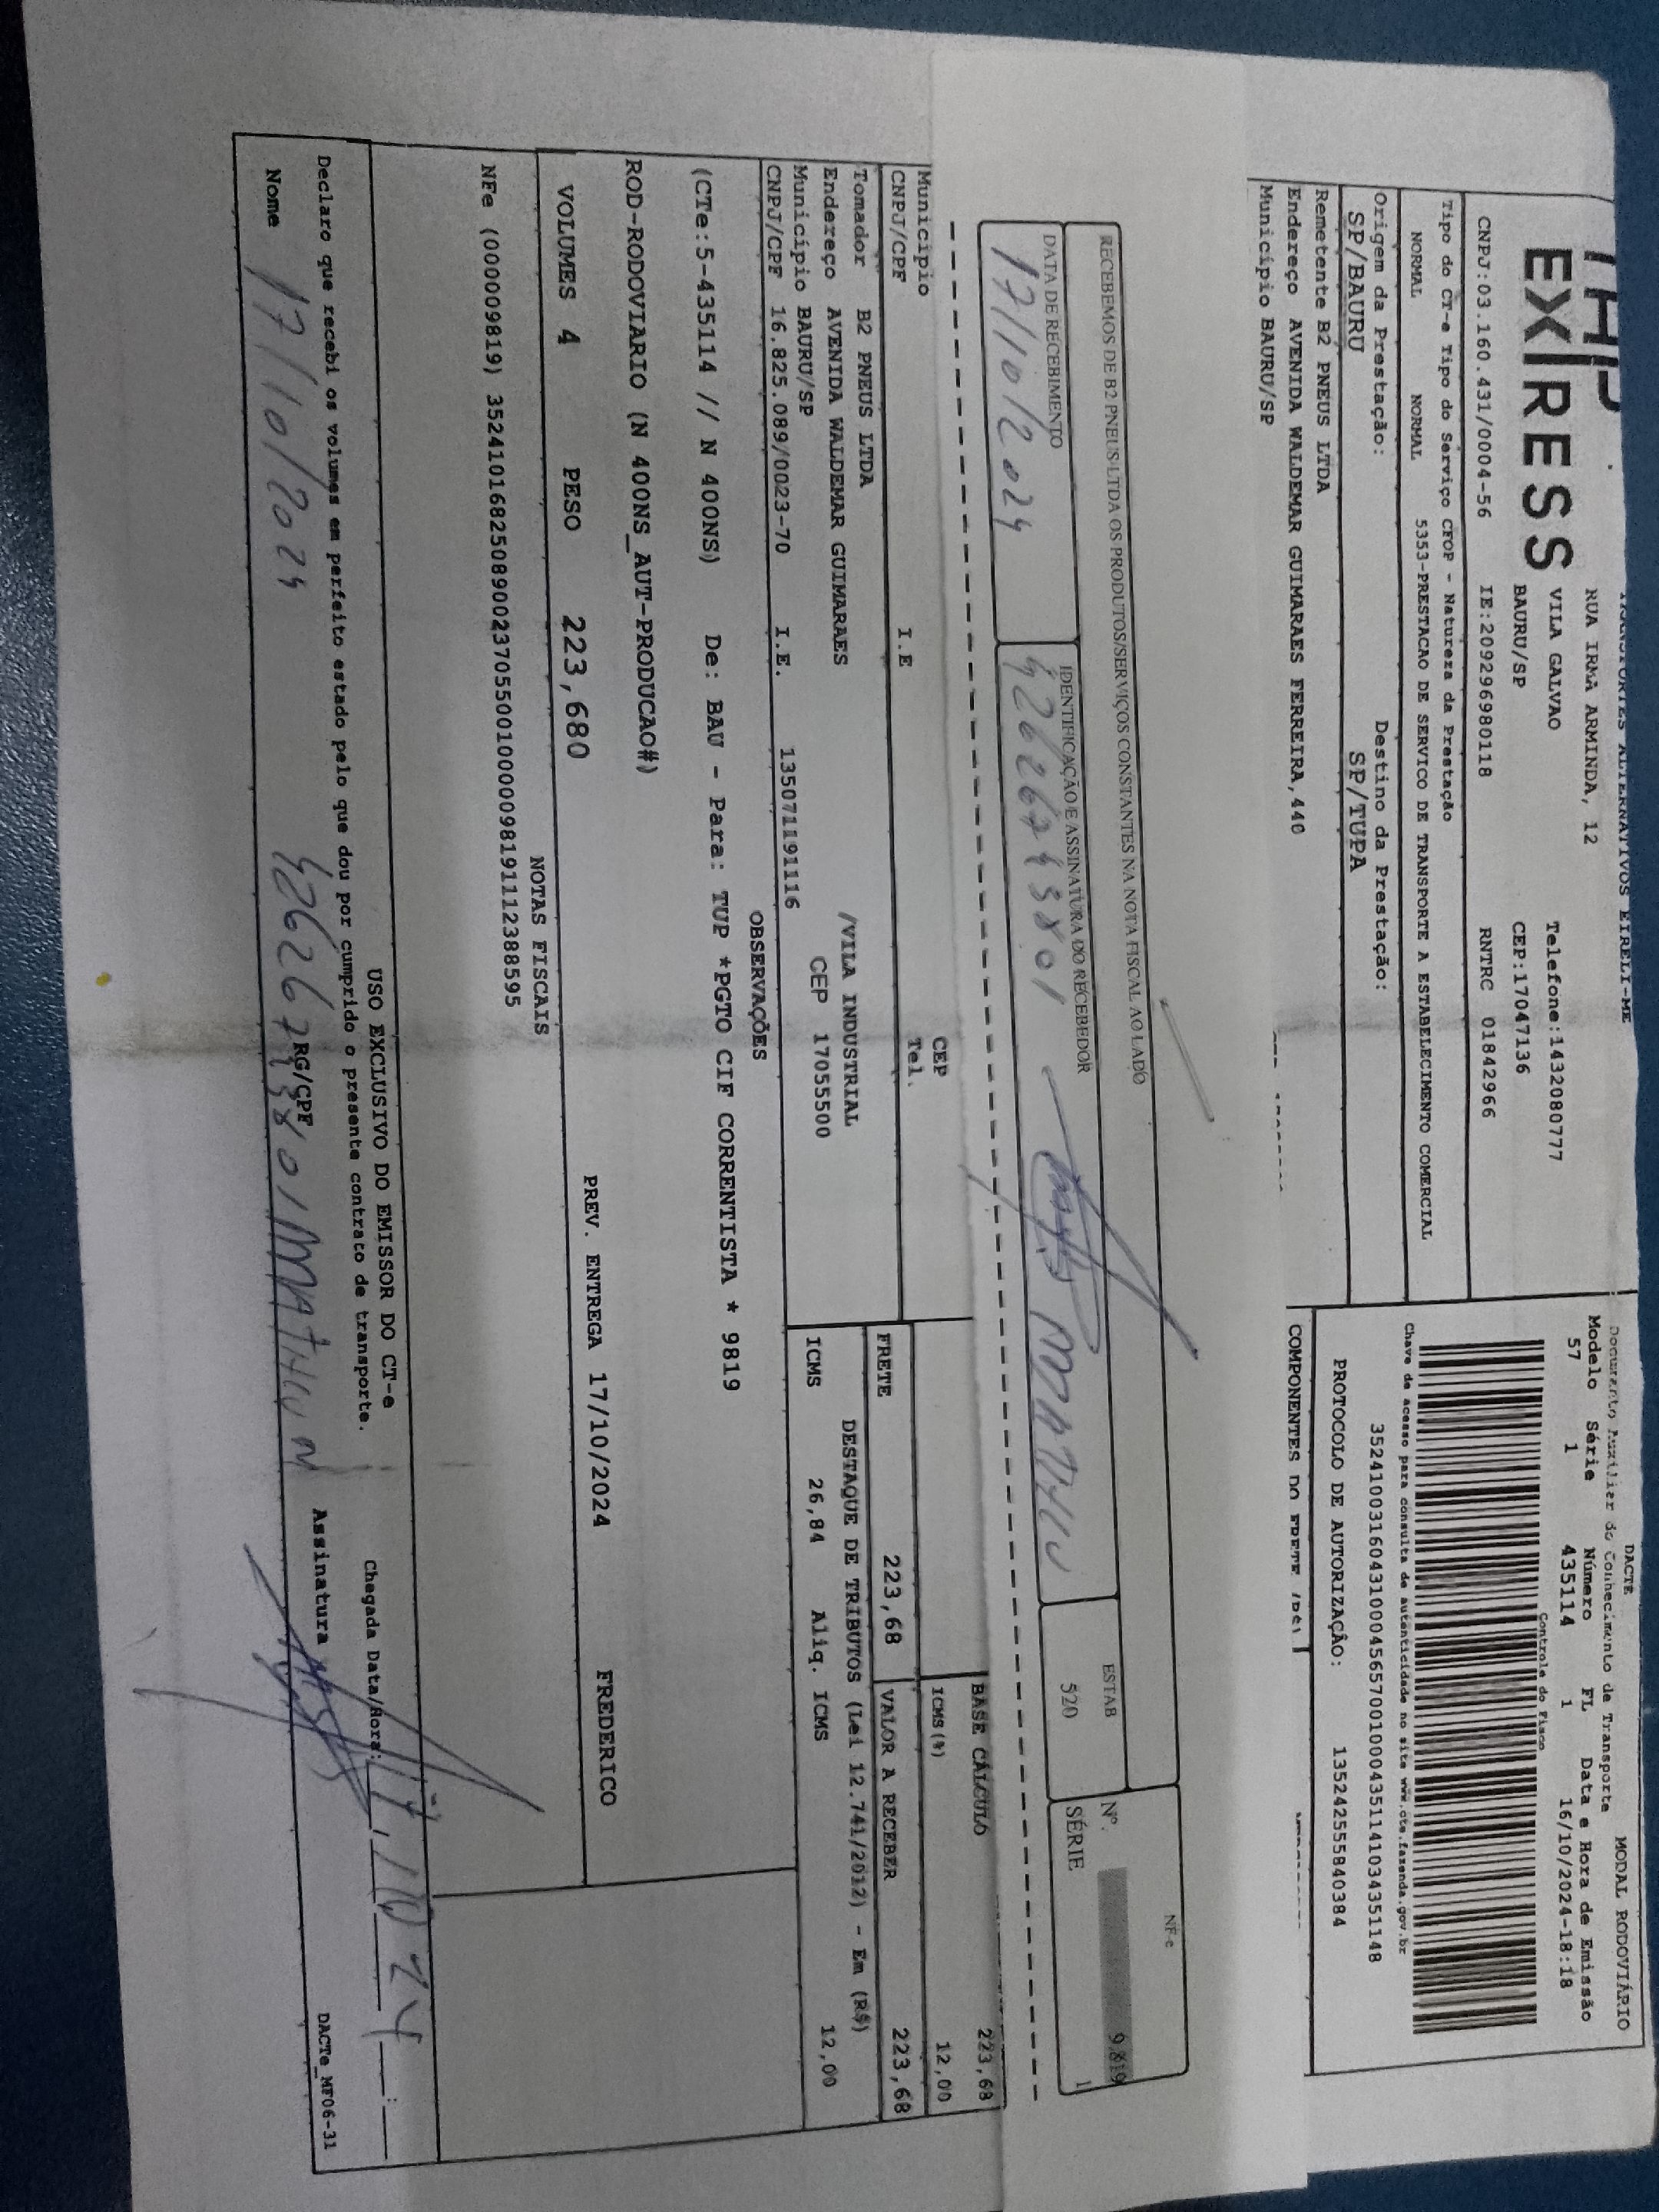 EXPRESS
RUA IRMÃ ARMINDA, 12
VILA GALVAO Telefone:1432080777
BAURU/SP CEP:17047136
CNPJ:03.160.431/0004-56 IE:209296980118 RNTRC 01842966
Tipo do CT-e Tipo do Serviço CFOP - Natureza da Prestação
NORMAL NORMAL 5353-PRESTACAO DE SERVICO DE TRANSPORTE A ESTABELECIMENTO COMERCIAL
Origem da Prestação: Destino da Prestação:
SP/BAURU SP/TUPA
Remetente B2 PNEUS LTDA
Endereço AVENIDA WALDEMAR GUIMARAES FERREIRA,440
Município BAURU/SP
DACTE MODAL RODOVIÁRIO
Documento Auxiliar do Conhecimento de Transporte
Modelo Série Número FL Data e Hora de Emissão
57 1 435114 1 16/10/2024-18:18
Controle do Fisco
Chave de acesso para consulta de autenticidade no site www.cte.fazenda.gov.br
35241003160431000456570010004351141034351148
PROTOCOLO DE AUTORIZAÇÃO: 135242555840384
COMPONENTES DO FRETE (R$)
RECEBEMOS DE B2 PNEUS LTDA OS PRODUTOS/SERVIÇOS CONSTANTES NA NOTA FISCAL AO LADO
DATA DE RECEBIMENTO IDENTIFICAÇÃO E ASSINATURA DO RECEBEDOR ESTAB
17/10/2024 42626743801 520
NF-e
Nº. 9.819
SÉRIE 1
Município CEP
CNPJ/CPF I.E Tel.
BASE CÁLCULO 223,68
ICMS(%) 12,00
FRETE 223,68 VALOR A RECEBER 223,68
Tomador B2 PNEUS LTDA
Endereço AVENIDA WALDEMAR GUIMARAES /VILA INDUSTRIAL
Município BAURU/SP CEP 17055500
CNPJ/CPF 16.825.089/0023-70 I.E. 135071191116
DESTAQUE DE TRIBUTOS (Lei 12.741/2012) - Em (R$)
ICMS 26,84 Aliq. ICMS 12,00
OBSERVAÇÕES
(CTe:5-435114 // N 400NS) De: BAU - Para: TUP *PGTO CIF CORRENTISTA * 9819
ROD-RODOVIARIO (N 400NS_AUT-PRODUCAO#)
VOLUMES 4 PESO 223,680 PREV. ENTREGA 17/10/2024 FREDERICO
NOTAS FISCAIS
NFe (000009819) 35241016825089002370550010000098191112388595
USO EXCLUSIVO DO EMISSOR DO CT-e
Declaro que recebi os volumes em perfeito estado pelo que dou por cumprido o presente contrato de transporte.
Chegada Data/Hora: 17/10/24
Nome 17/10/2024 RG/CPF 42626743801 Assinatura
DACTe_MF06-31